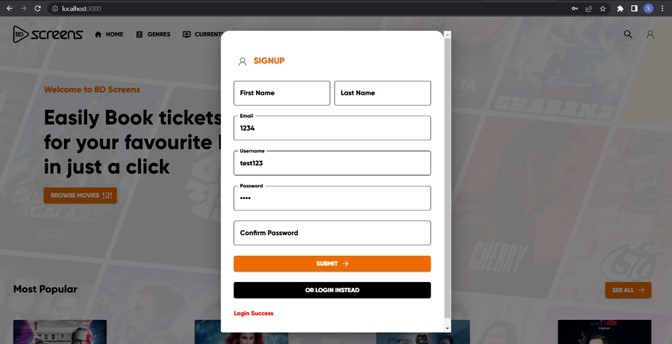 localhost:3000
S
BD SCREENS
HOME
GENRES
CURRENT
Welcome to BD Screens
Easily Book tickets
for your favourite
in just a click
BROWSE MOVIES
SIGNUP
First Name
Last Name
Email
1234
Username
test123
Password
••••
Confirm Password
SUBMIT
OR LOGIN INSTEAD
Login Success
CHERRY
Most Popular
SEE ALL